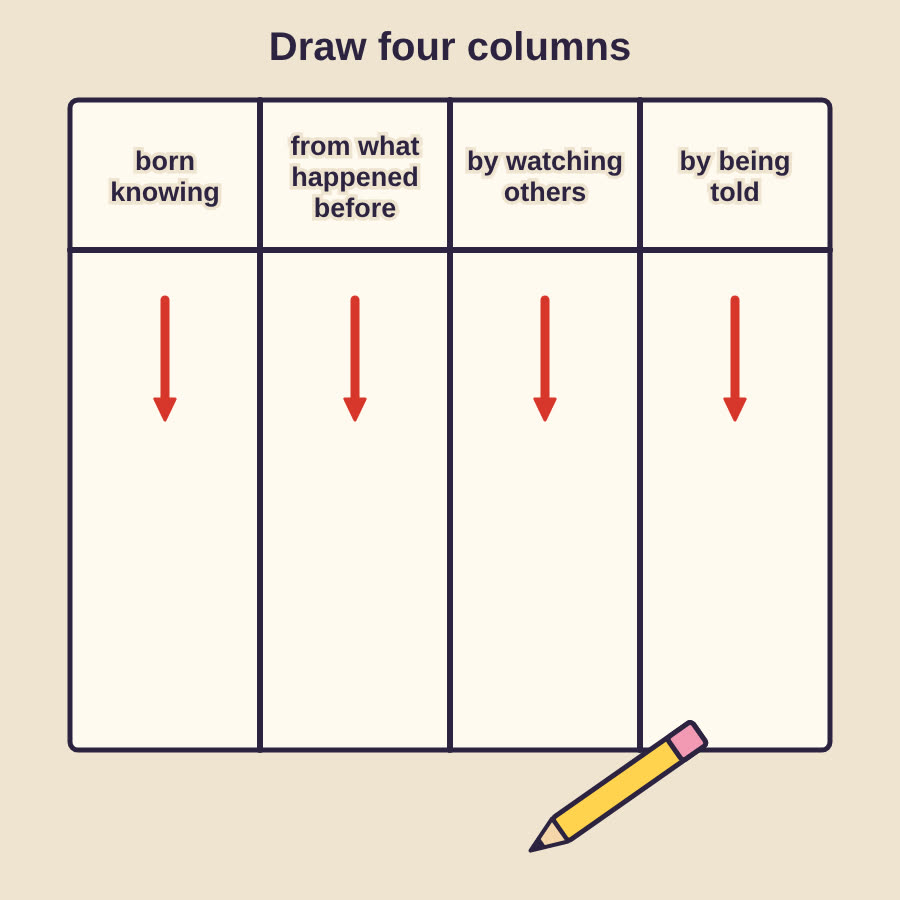 Draw four columns
born
knowing
from what
happened
before
by watching
others
by being
told